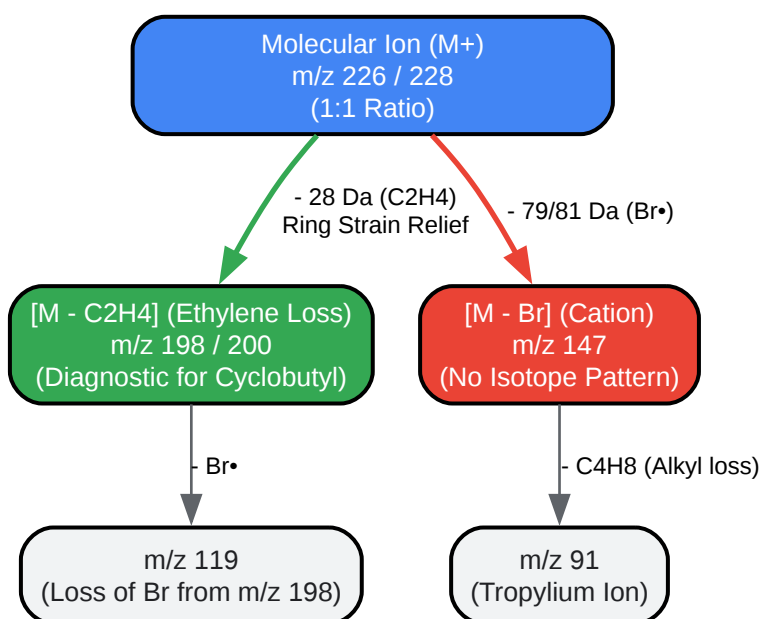 Molecular Ion (M+)
m/z 226 / 228
(1:1 Ratio)
- 28 Da (C2H4)
Ring Strain Relief
- 79/81 Da (Br•)
[M - C2H4] (Ethylene Loss)
m/z 198 / 200
(Diagnostic for Cyclobutyl)
[M - Br] (Cation)
m/z 147
(No Isotope Pattern)
- Br•
- C4H8 (Alkyl loss)
m/z 119
(Loss of Br from m/z 198)
m/z 91
(Tropylium Ion)